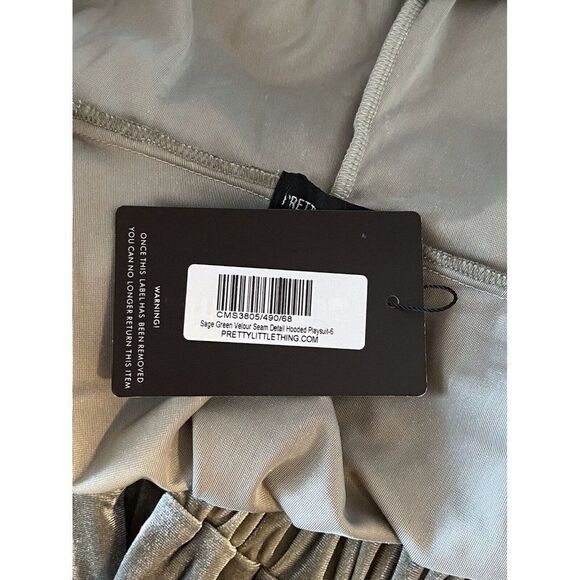 PRETT
CMS3805/490/68
Sage Green Velour Seam Detail Hooded Playsuit-6
PRETTYLITTLETHING.COM
WARNING!
ONCE THIS LABEL HAS BEEN REMOVED
YOU CAN NO LONGER RETURN THIS ITEM